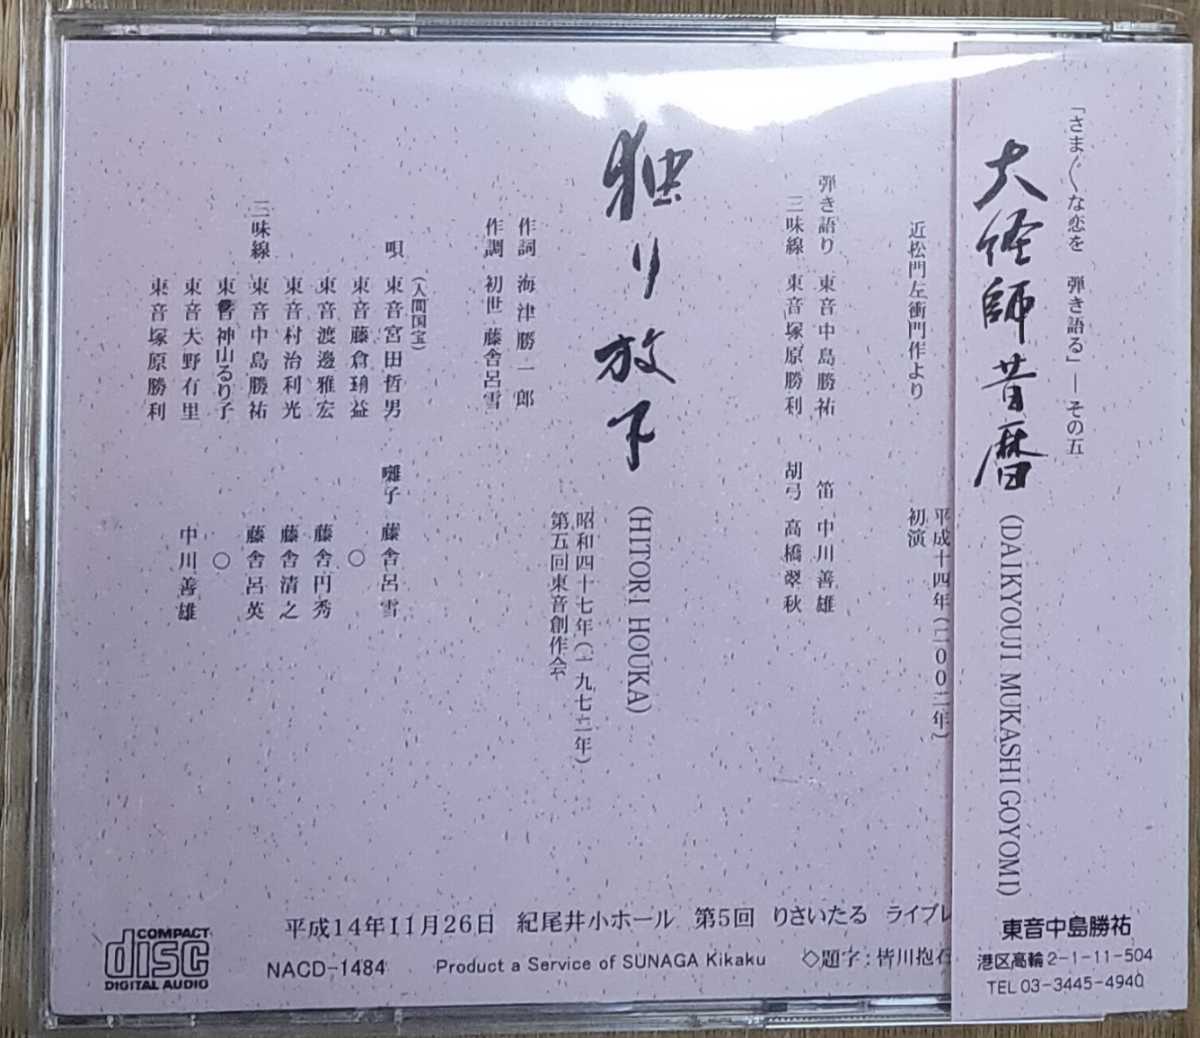 「さま〴〵な恋を 弾き語る」―その五
大経師昔暦 (DAIKYOUJI MUKASHI GOYOMI)
東音中島勝祐
港区高輪2-1-11-504
TEL 03-3445-4940
平成十四年(二〇〇二年)
初演
近松門左衛門作より
弾き語り 東音中島勝祐 笛 中川善雄
三味線 東音塚原勝利 胡弓 高橋翠秋
独り放下 (HITORI HOUKA)
昭和四十七年(一九七二年)
第五回東音創作会
作詞 海津勝一郎
作調 初世 藤舎呂雪
(人間国宝)
唄 東音宮田哲男 囃子 藤舎呂雪
東音藤倉 益 ○
東音渡邊雅宏 藤舎円秀
東音村治利光 藤舎清之
三味線 東音中島勝祐 藤舎呂英
東音神山るり子 ○
東音大野有里 中川善雄
東音塚原勝利
平成14年11月26日 紀尾井小ホール 第5回 りさいたる ライブレ
COMPACT
disc
DIGITAL AUDIO
NACD-1484 Product a Service of SUNAGA Kikaku ◇題字:皆川抱石